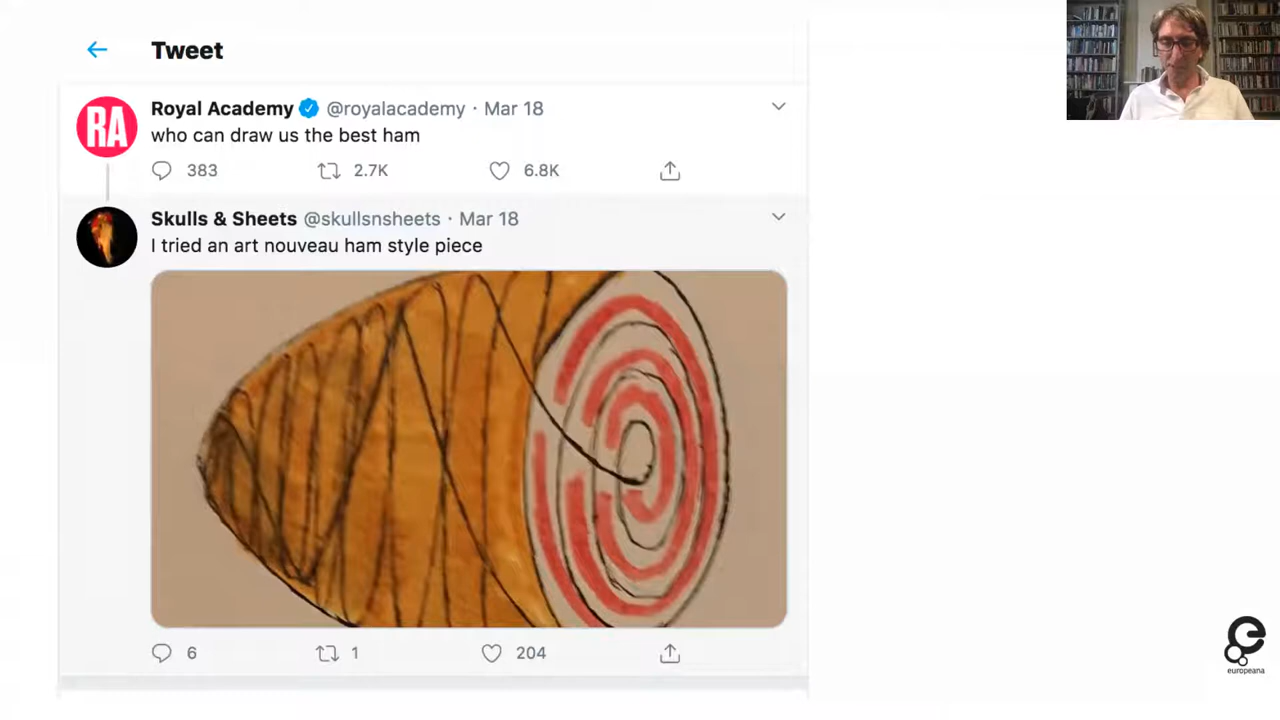 Tweet
RA
Royal Academy @royalacademy · Mar 18
who can draw us the best ham
383 2.7K 6.8K
Skulls & Sheets @skullsnsheets · Mar 18
I tried an art nouveau ham style piece
6 1 204
europeana